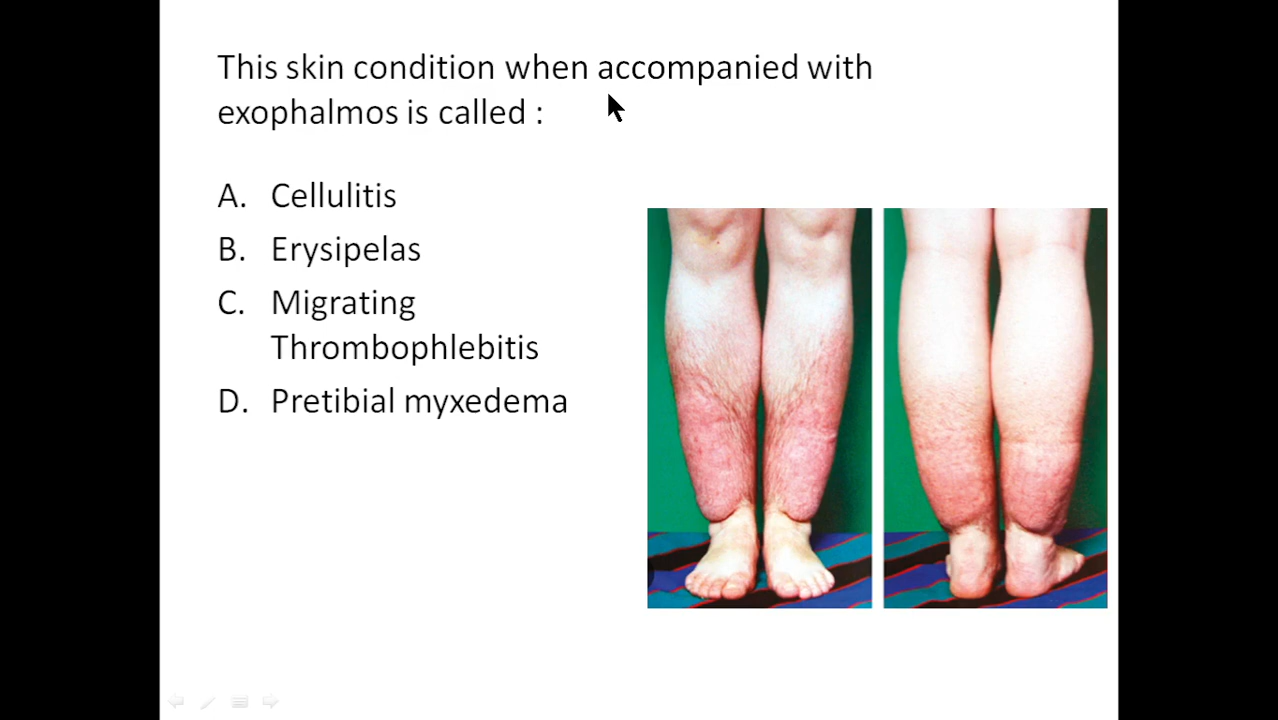 This skin condition when accompanied with
exophalmos is called :
A. Cellulitis
B. Erysipelas
C. Migrating
Thrombophlebitis
D. Pretibial myxedema